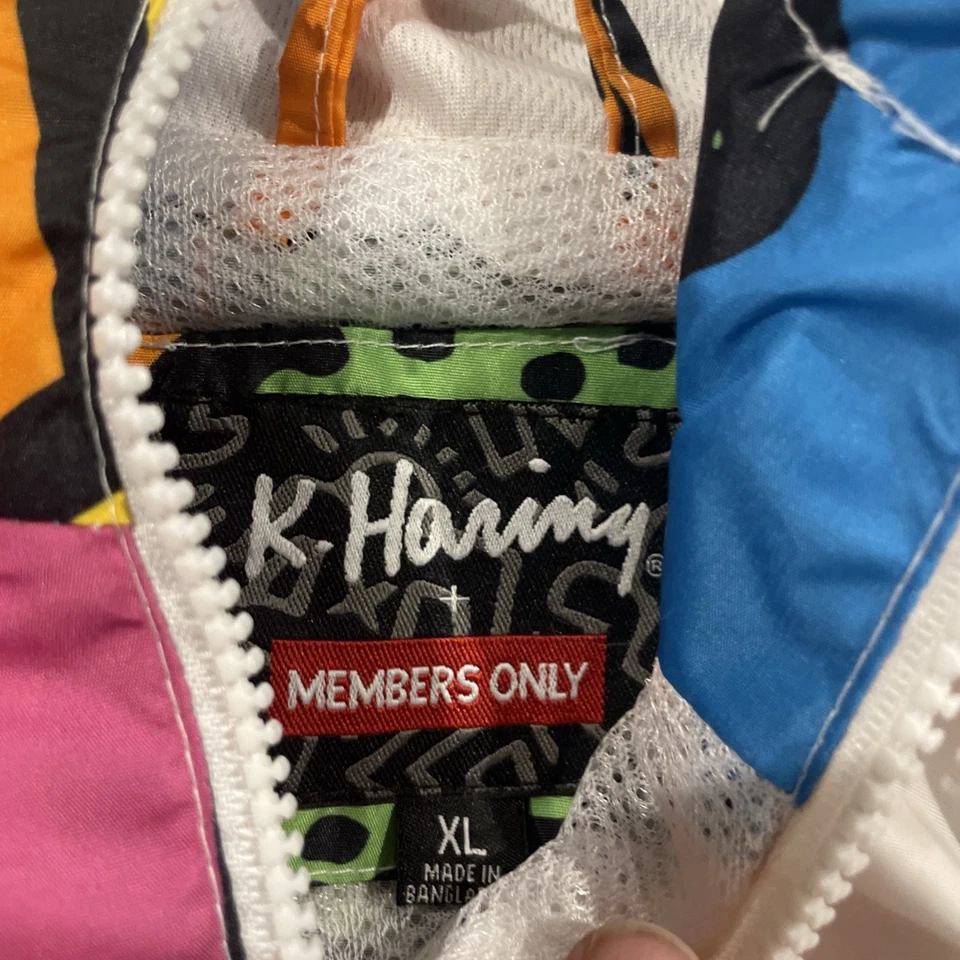 K. Haring®
+
MEMBERS ONLY
XL
MADE IN